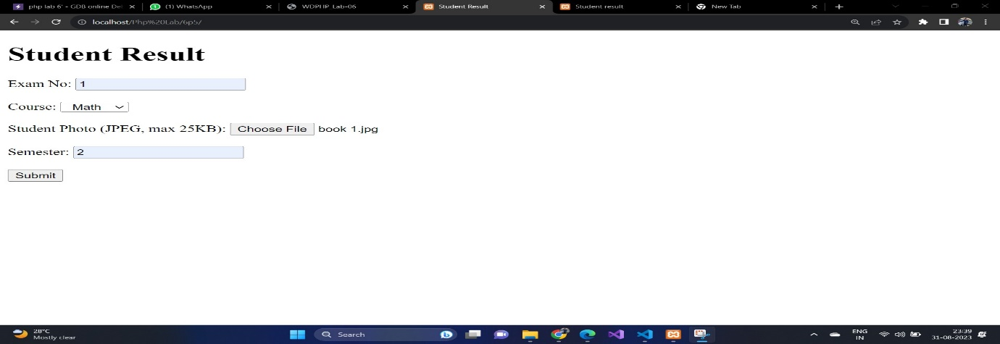 php lab 6' - GDB online De
(1) WhatsApp
WDPHP_Lab-06
Student Result
Student result
New Tab
localhost/Php%20Lab/6p5/
Student Result
Exam No: 1
Course: Math
Student Photo (JPEG, max 25KB): Choose File book 1.jpg
Semester: 2
Submit
28°C
Mostly clear
Search
ENG
IN
23:39
31-08-2023